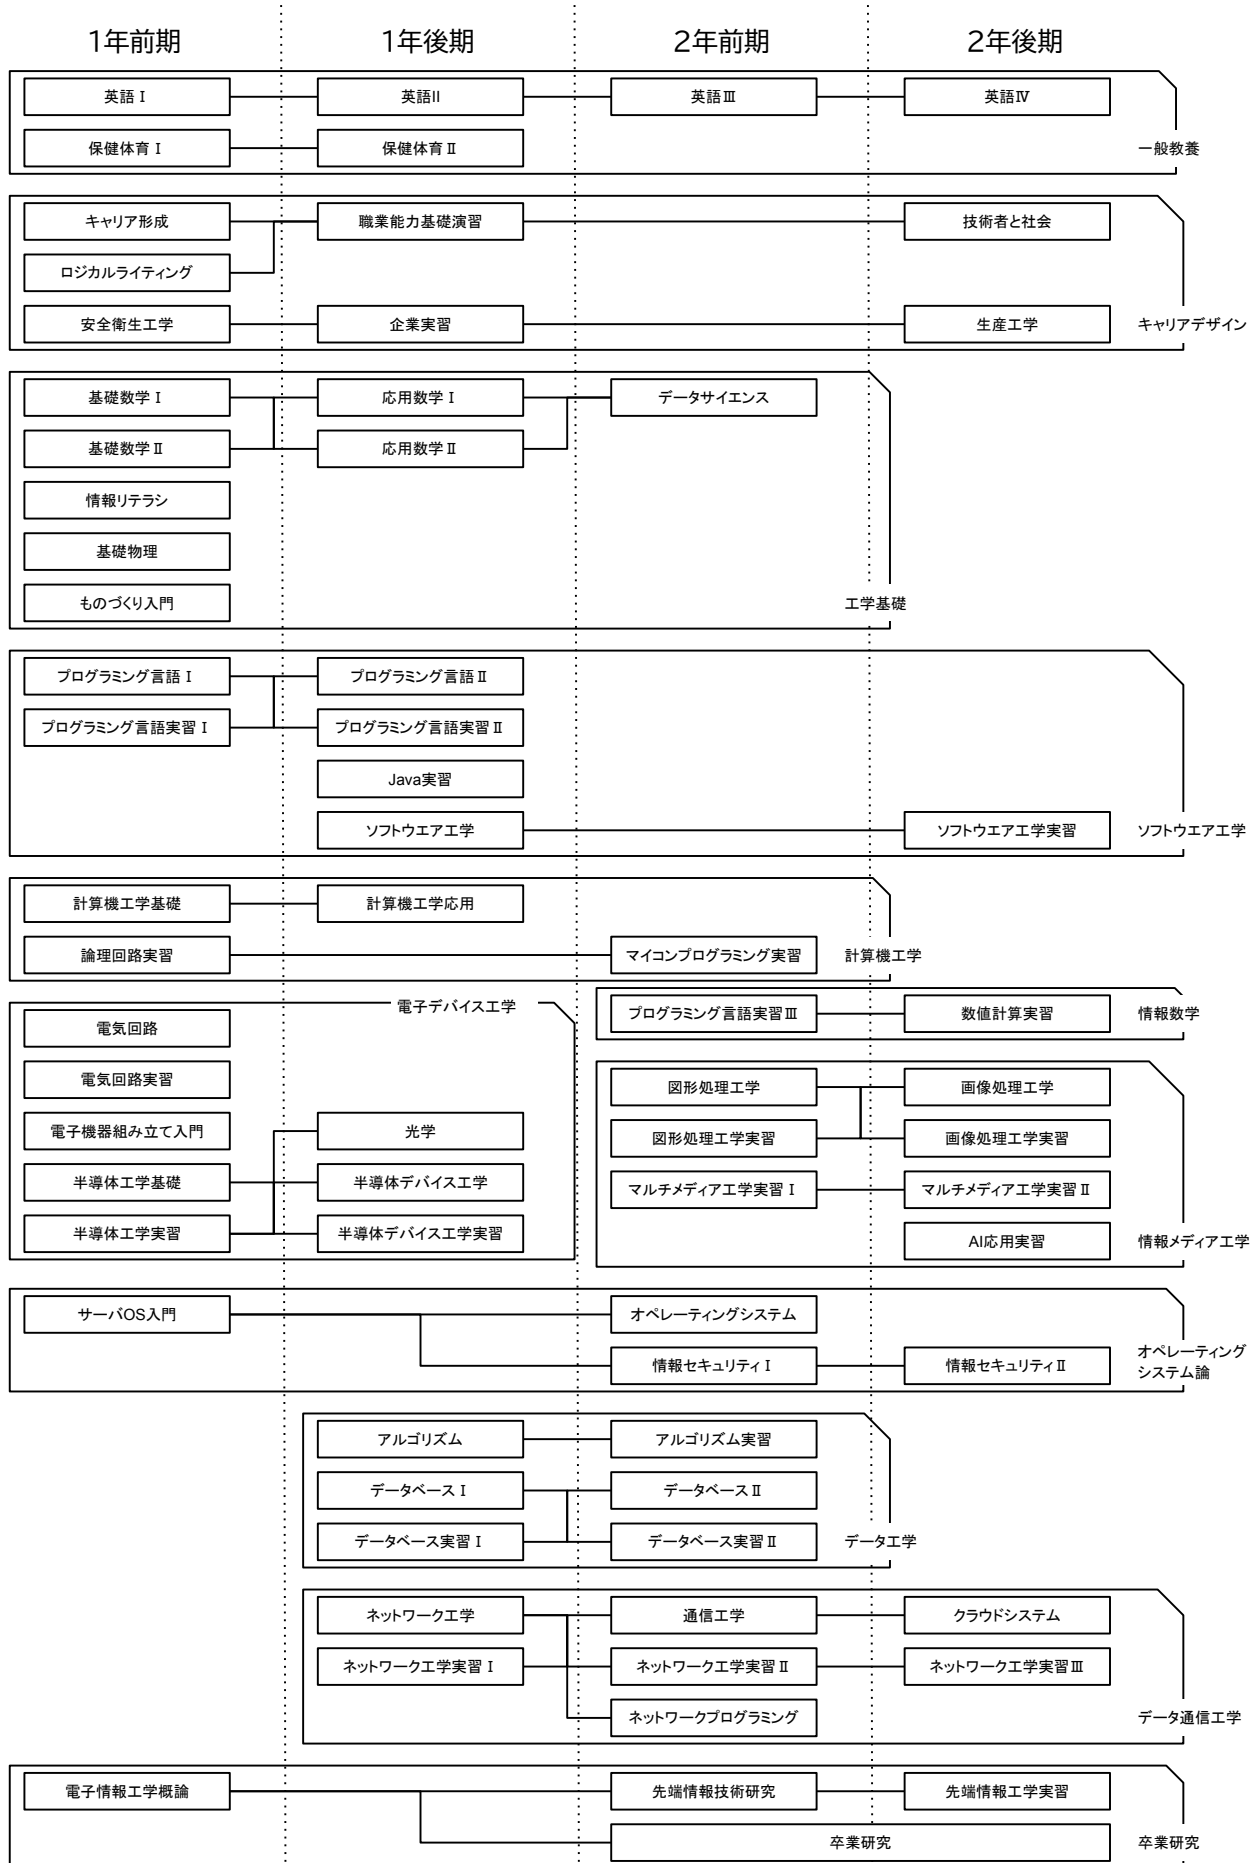 1年前期
1年後期
2年前期
2年後期
英語Ⅰ
英語II
英語Ⅲ
英語Ⅳ
保健体育Ⅰ
保健体育Ⅱ
一般教養
キャリア形成
職業能力基礎演習
技術者と社会
ロジカルライティング
安全衛生工学
企業実習
生産工学
キャリアデザイン
基礎数学Ⅰ
応用数学Ⅰ
データサイエンス
基礎数学Ⅱ
応用数学Ⅱ
情報リテラシ
基礎物理
ものづくり入門
工学基礎
プログラミング言語Ⅰ
プログラミング言語Ⅱ
プログラミング言語実習Ⅰ
プログラミング言語実習Ⅱ
Java実習
ソフトウエア工学
ソフトウエア工学実習
ソフトウエア工学
計算機工学基礎
計算機工学応用
論理回路実習
マイコンプログラミング実習
計算機工学
電子デバイス工学
電気回路
電気回路実習
電子機器組み立て入門
光学
半導体工学基礎
半導体デバイス工学
半導体工学実習
半導体デバイス工学実習
プログラミング言語実習Ⅲ
数値計算実習
情報数学
図形処理工学
画像処理工学
図形処理工学実習
画像処理工学実習
マルチメディア工学実習Ⅰ
マルチメディア工学実習Ⅱ
AI応用実習
情報メディア工学
サーバOS入門
オペレーティングシステム
情報セキュリティⅠ
情報セキュリティⅡ
オペレーティング
システム論
アルゴリズム
アルゴリズム実習
データベースⅠ
データベースⅡ
データベース実習Ⅰ
データベース実習Ⅱ
データ工学
ネットワーク工学
通信工学
クラウドシステム
ネットワーク工学実習Ⅰ
ネットワーク工学実習Ⅱ
ネットワーク工学実習Ⅲ
ネットワークプログラミング
データ通信工学
電子情報工学概論
先端情報技術研究
先端情報工学実習
卒業研究
卒業研究